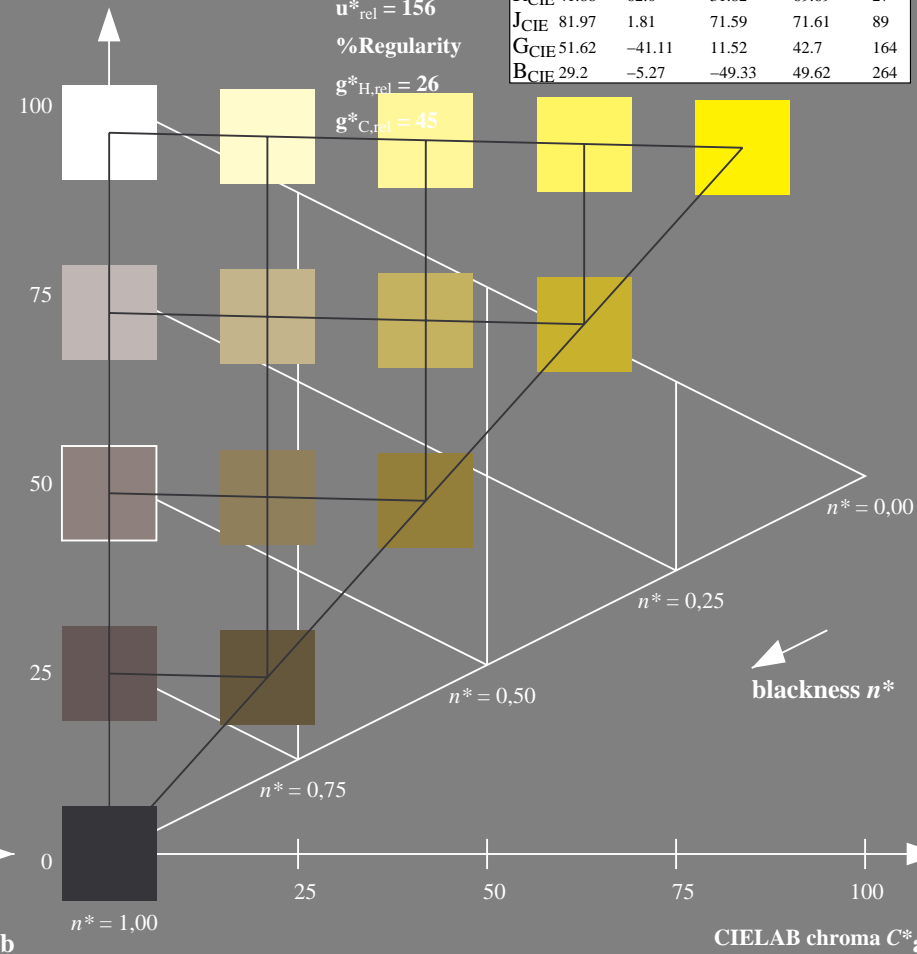 u*rel = 156
%Regularity
g*H,rel = 26
g*C,rel = 45
JCIE 81.97 1.81 71.59 71.61 89
GCIE 51.62 −41.11 11.52 42.7 164
BCIE 29.2 −5.27 −49.33 49.62 264
100
75
50
n* = 0,00
n* = 0,25
25
blackness n*
n* = 0,50
n* = 0,75
0
25 50 75 100
n* = 1,00
b CIELAB chroma C*